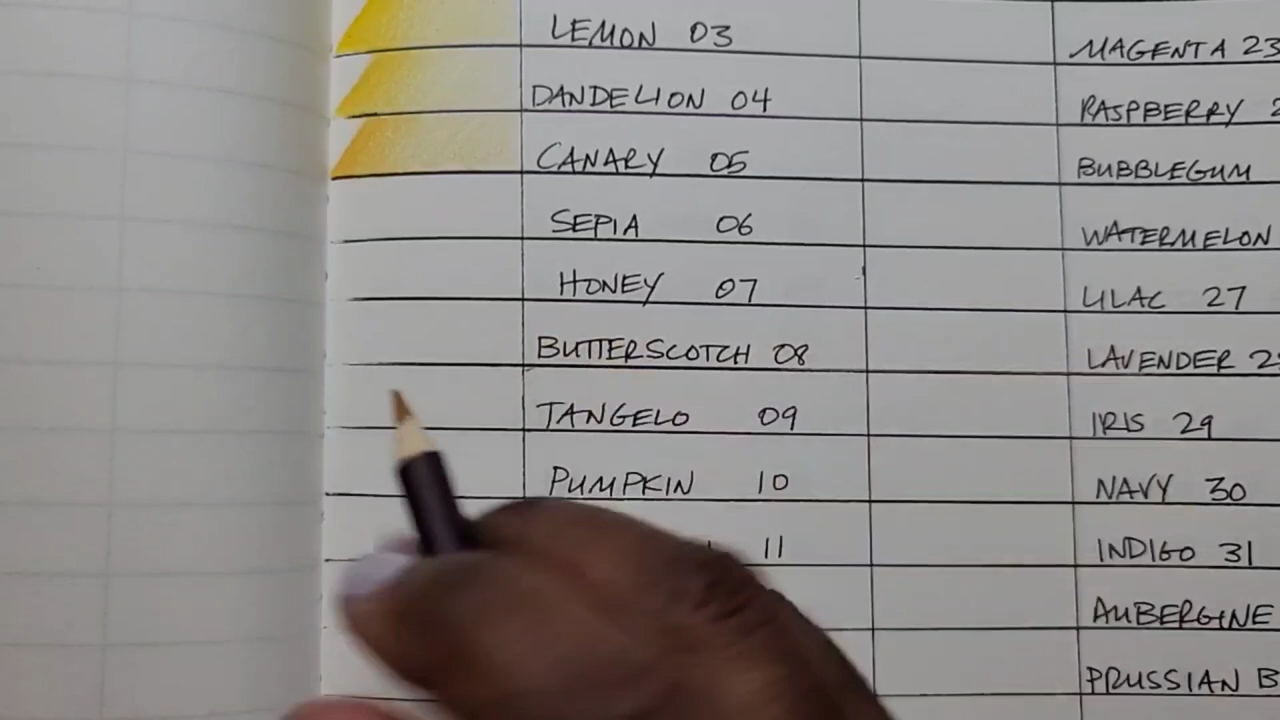 LEMON 03
DANDELION 04
CANARY 05
SEPIA 06
HONEY 07
BUTTERSCOTCH 08
TANGELO 09
PUMPKIN 10
11
MAGENTA 23
RASPBERRY
BUBBLEGUM
WATERMELON
LILAC 27
LAVENDER
IRIS 29
NAVY 30
INDIGO 31
AUBERGINE
PRUSSIAN